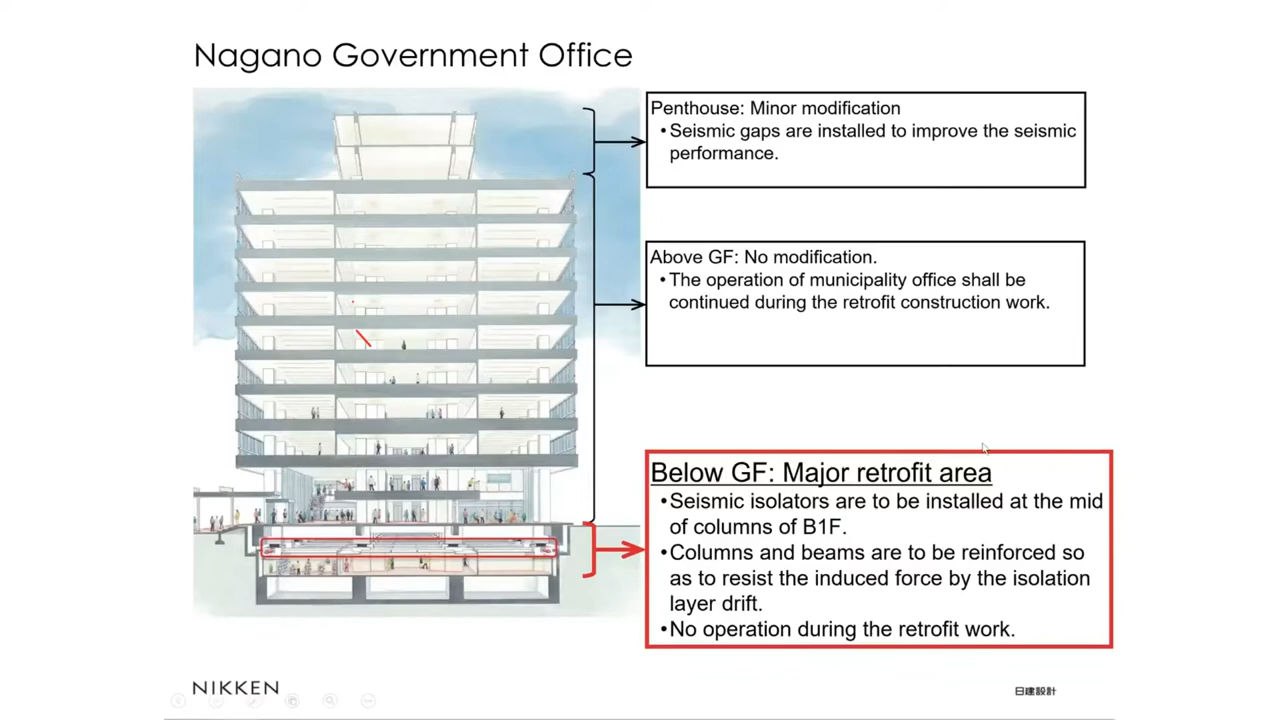 Nagano Government Office
Penthouse: Minor modification
•Seismic gaps are installed to improve the seismic
performance.
Above GF: No modification.
•The operation of municipality office shall be
continued during the retrofit construction work.
Below GF: Major retrofit area
•Seismic isolators are to be installed at the mid
of columns of B1F.
•Columns and beams are to be reinforced so
as to resist the induced force by the isolation
layer drift.
•No operation during the retrofit work.
NIKKEN
日建設計